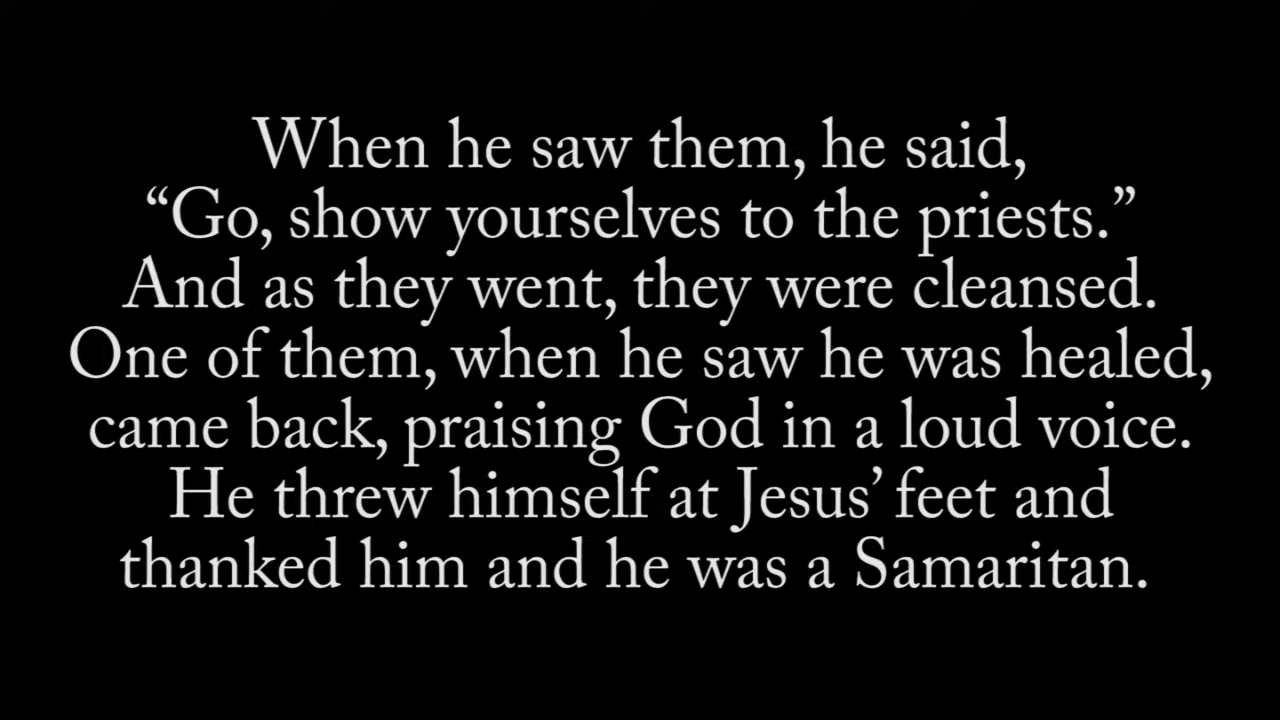 When he saw them, he said,
“Go, show yourselves to the priests.”
And as they went, they were cleansed.
One of them, when he saw he was healed,
came back, praising God in a loud voice.
He threw himself at Jesus’ feet and
thanked him and he was a Samaritan.